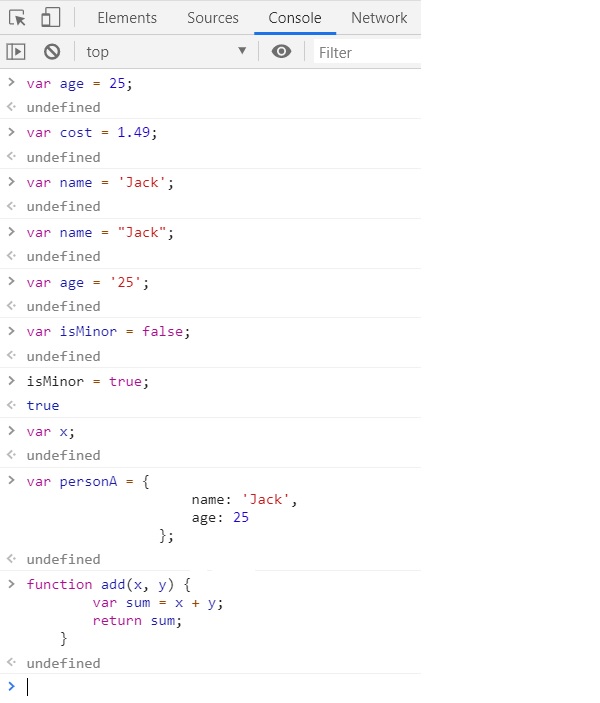 Elements Sources Console Network
top Filter
var age = 25;
undefined
var cost = 1.49;
undefined
var name = 'Jack';
undefined
var name = "Jack";
undefined
var age = '25';
undefined
var isMinor = false;
undefined
isMinor = true;
true
var x;
undefined
var personA = {
name: 'Jack',
age: 25
};
undefined
function add(x, y) {
var sum = x + y;
return sum;
}
undefined